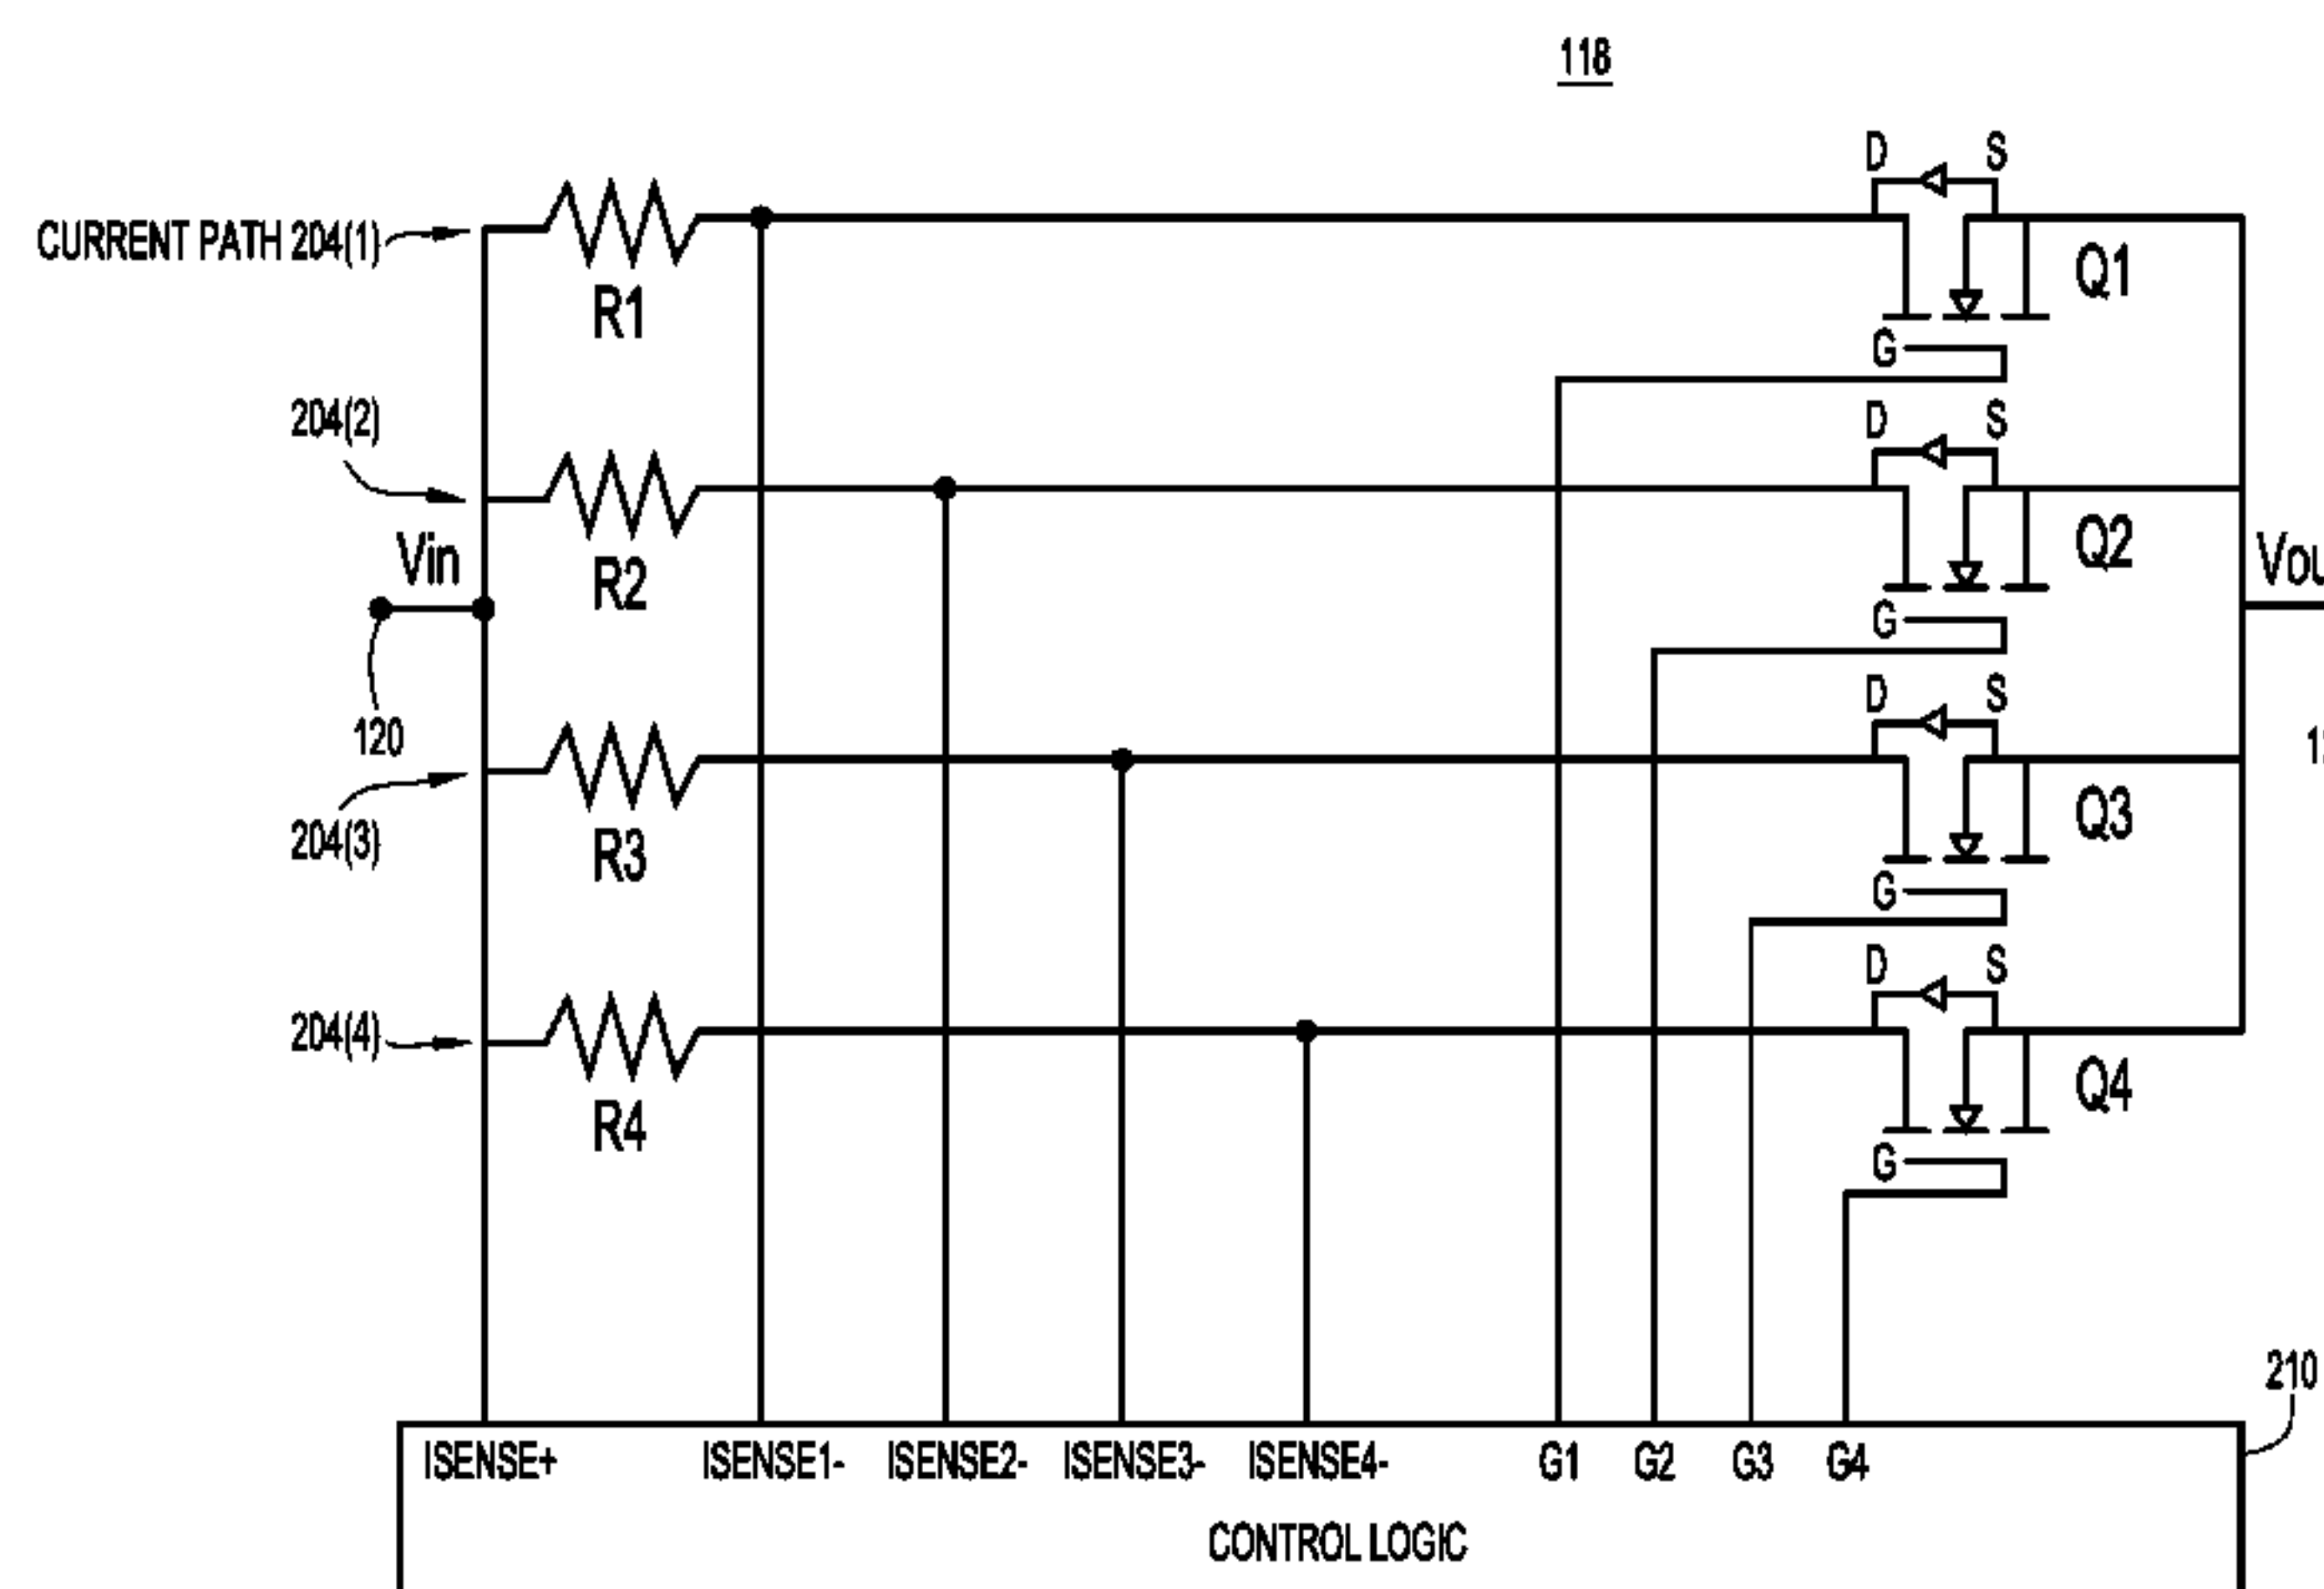 118
D S
CURRENT PATH 204(1)
R1
Q1
G
204(2)
D S
Vin
R2
Q2
G
120
D S
204(3)
R3
Q3
G
D S
204(4)
R4
Q4
G
210
ISENSE+ ISENSE1- ISENSE2- ISENSE3- ISENSE4- G1 G2 G3 G4
CONTROL LOGIC